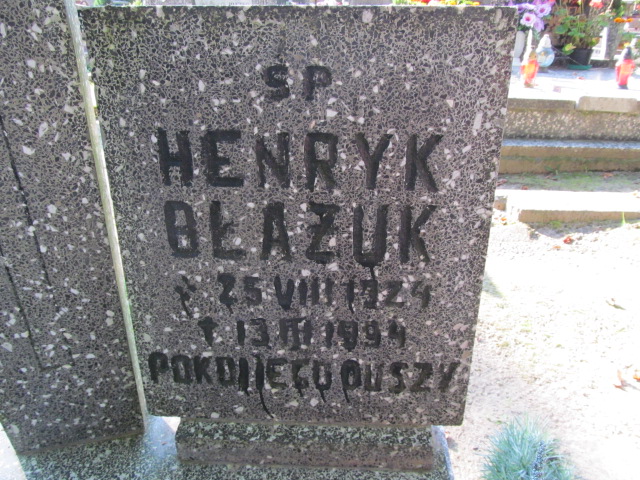 SP
HENRYK
BŁAŻUK
* 25 VIII 1924
† 13 III 1994
POKÓJ JEGO DUSZY